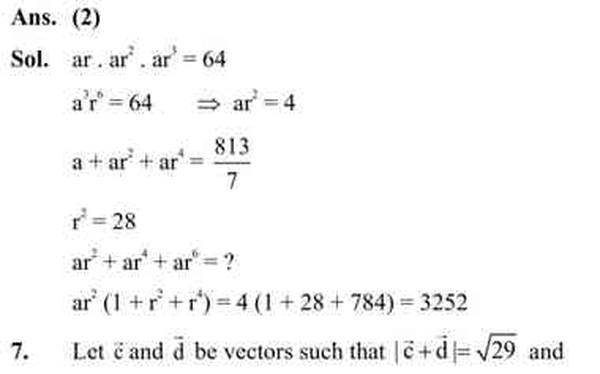 Ans. (2)
Sol. ar . ar² . ar³ = 64
a³r⁶ = 64 ⇒ ar² = 4
a + ar² + ar⁴ = 813/7
r² = 28
ar² + ar⁴ + ar⁶ = ?
ar² (1 + r² + r⁴) = 4 (1 + 28 + 784) = 3252
7. Let c⃗ and d⃗ be vectors such that |c⃗ + d⃗| = √29 and